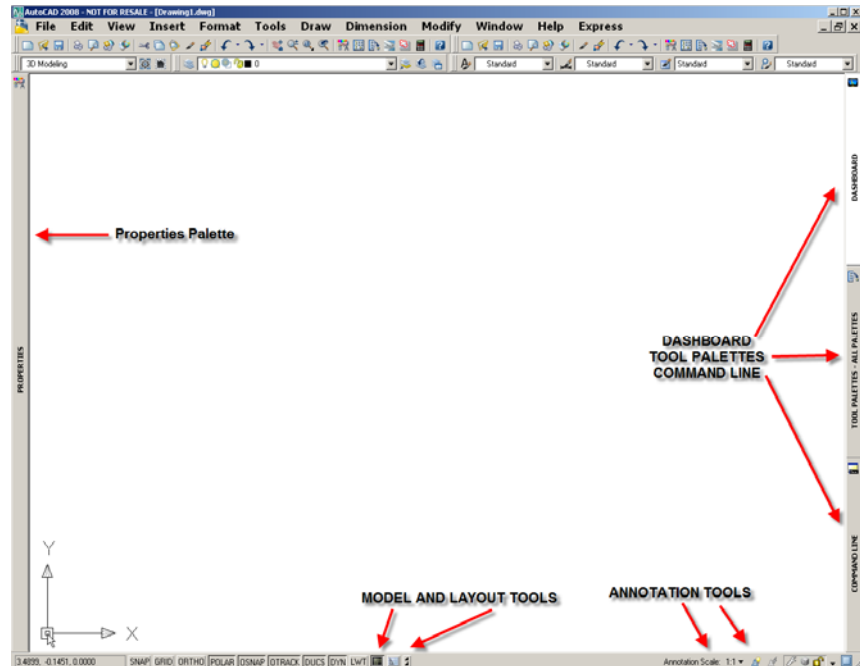 AutoCAD 2008 - NOT FOR RESALE - [Drawing1.dwg]
File Edit View Insert Format Tools Draw Dimension Modify Window Help Express
3D Modeling 0 Standard Standard Standard Standard
DASHBOARD
Properties Palette
PROPERTIES
TOOL PALETTES - ALL PALETTES
DASHBOARD
TOOL PALETTES
COMMAND LINE
COMMAND LINE
Y
X
MODEL AND LAYOUT TOOLS
ANNOTATION TOOLS
3.4899, -0.1451, 0.0000 SNAP GRID ORTHO POLAR OSNAP OTRACK DUCS DYN LWT Annotation Scale: 1:1